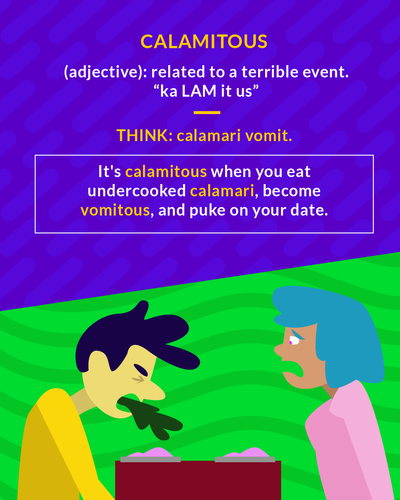 CALAMITOUS
(adjective): related to a terrible event.
“ka LAM it us”
THINK: calamari vomit.
It's calamitous when you eat
undercooked calamari, become
vomitous, and puke on your date.